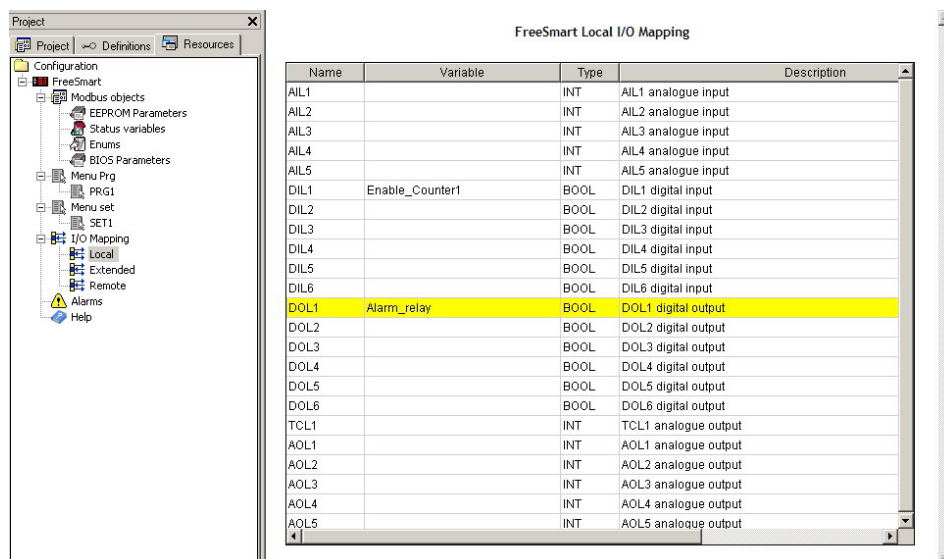 Project
Project Definitions Resources
Configuration
FreeSmart
Modbus objects
EEPROM Parameters
Status variables
Enums
BIOS Parameters
Menu Prg
PRG1
Menu set
SET1
I/O Mapping
Local
Extended
Remote
Alarms
Help
FreeSmart Local I/O Mapping
Name Variable Type Description
AIL1 INT AIL1 analogue input
AIL2 INT AIL2 analogue input
AIL3 INT AIL3 analogue input
AIL4 INT AIL4 analogue input
AIL5 INT AIL5 analogue input
DIL1 Enable_Counter1 BOOL DIL1 digital input
DIL2 BOOL DIL2 digital input
DIL3 BOOL DIL3 digital input
DIL4 BOOL DIL4 digital input
DIL5 BOOL DIL5 digital input
DIL6 BOOL DIL6 digital input
DOL1 Alarm_relay BOOL DOL1 digital output
DOL2 BOOL DOL2 digital output
DOL3 BOOL DOL3 digital output
DOL4 BOOL DOL4 digital output
DOL5 BOOL DOL5 digital output
DOL6 BOOL DOL6 digital output
TCL1 INT TCL1 analogue output
AOL1 INT AOL1 analogue output
AOL2 INT AOL2 analogue output
AOL3 INT AOL3 analogue output
AOL4 INT AOL4 analogue output
AOL5 INT AOL5 analogue output